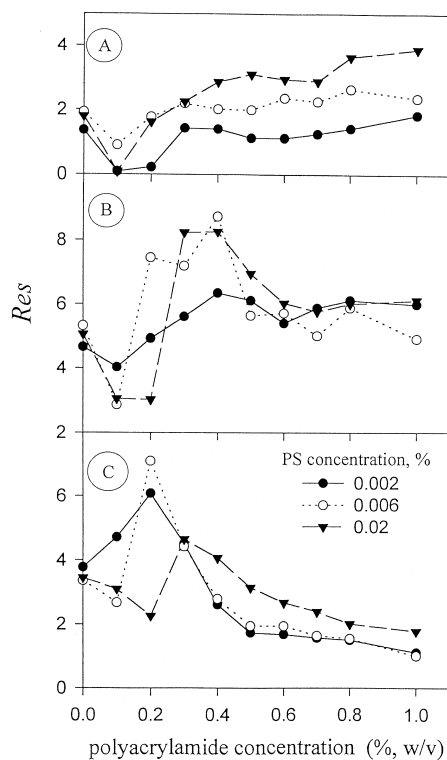 A
4
2
0
B
8
6
4
2
Res
C
PS concentration, %
0.002
0.006
0.02
6
4
2
0
0.0 0.2 0.4 0.6 0.8 1.0
polyacrylamide concentration (%, w/v)